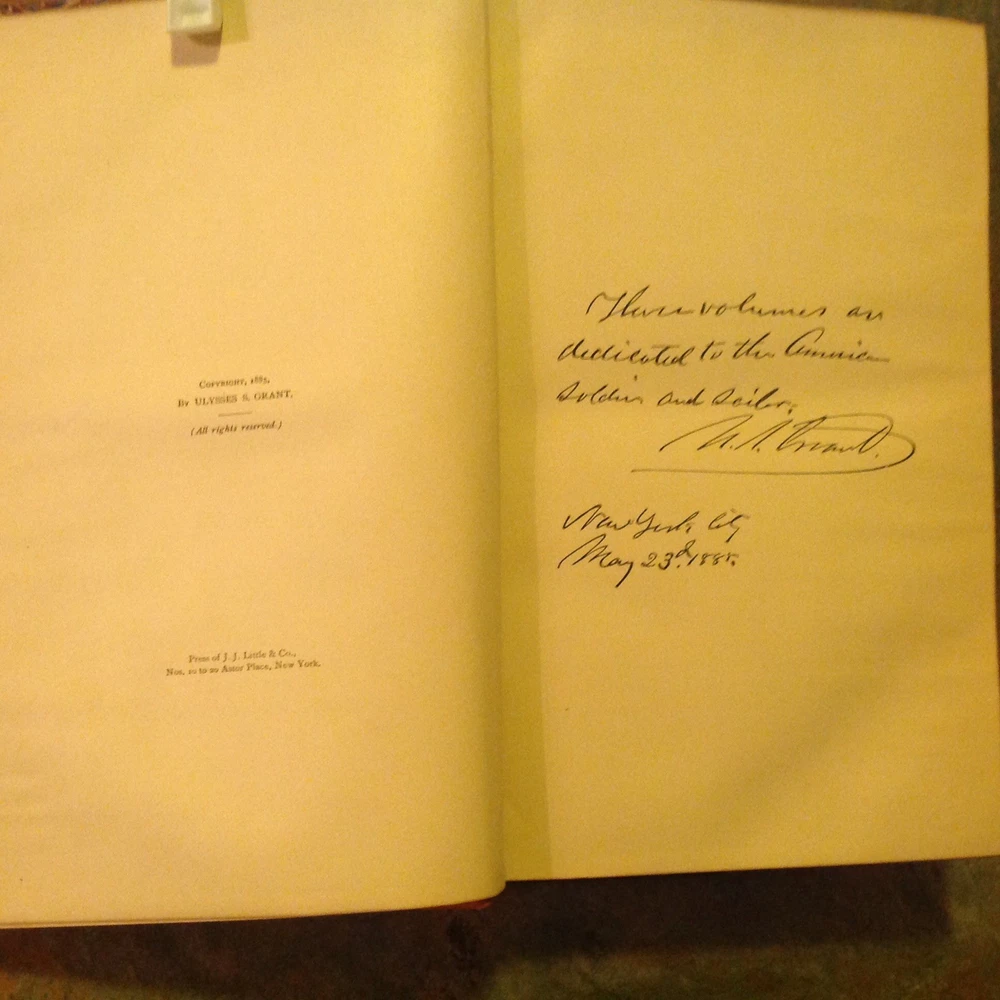 COPYRIGHT, 1885,
BY ULYSSES S. GRANT.
(All rights reserved.)
Press of J. J. Little & Co.,
Nos. 10 to 20 Astor Place, New York.
These volumes are
dedicated to the American
soldier and sailor.
U. S. Grant.
New York City
May 23d. 1885.